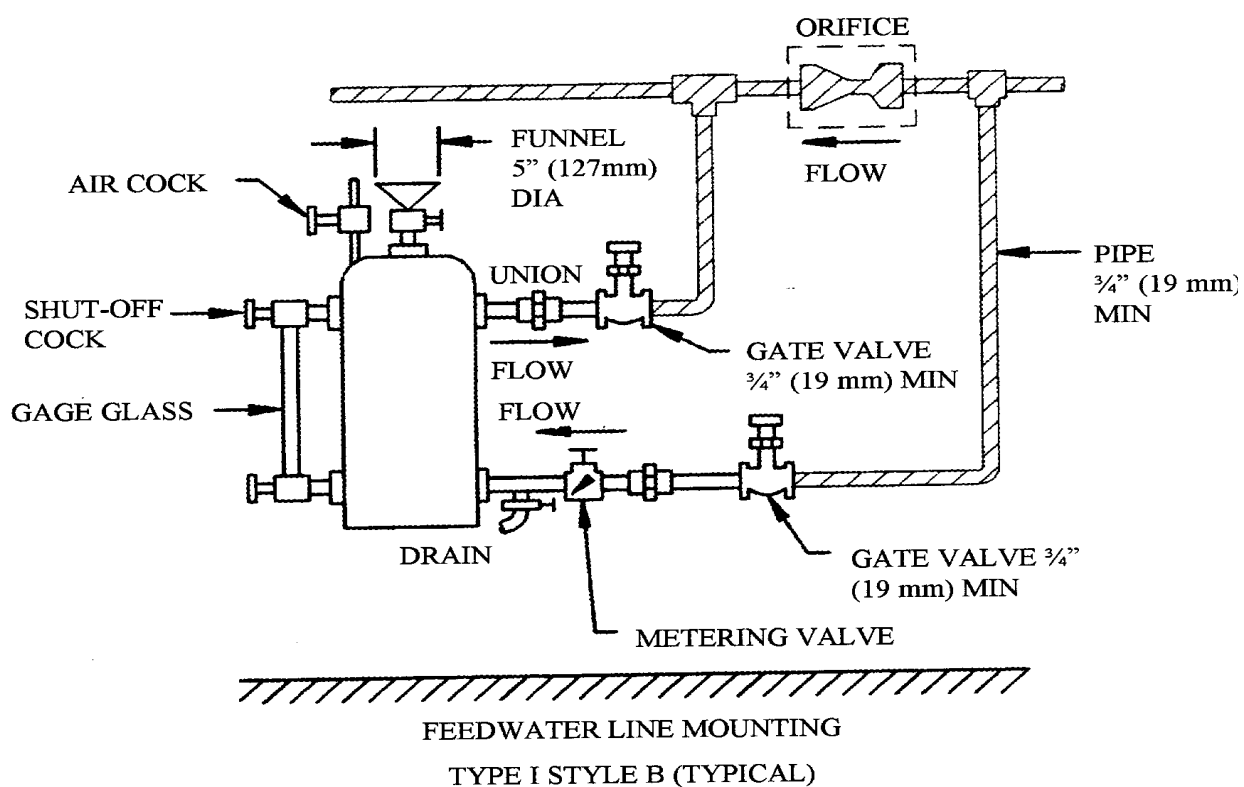 ORIFICE
FUNNEL
5” (127mm)
DIA
FLOW
AIR COCK
PIPE
¾” (19 mm)
MIN
UNION
SHUT-OFF
COCK
FLOW
GATE VALVE
¾” (19 mm) MIN
GAGE GLASS
FLOW
DRAIN
GATE VALVE ¾”
(19 mm) MIN
METERING VALVE
FEEDWATER LINE MOUNTING
TYPE I STYLE B (TYPICAL)